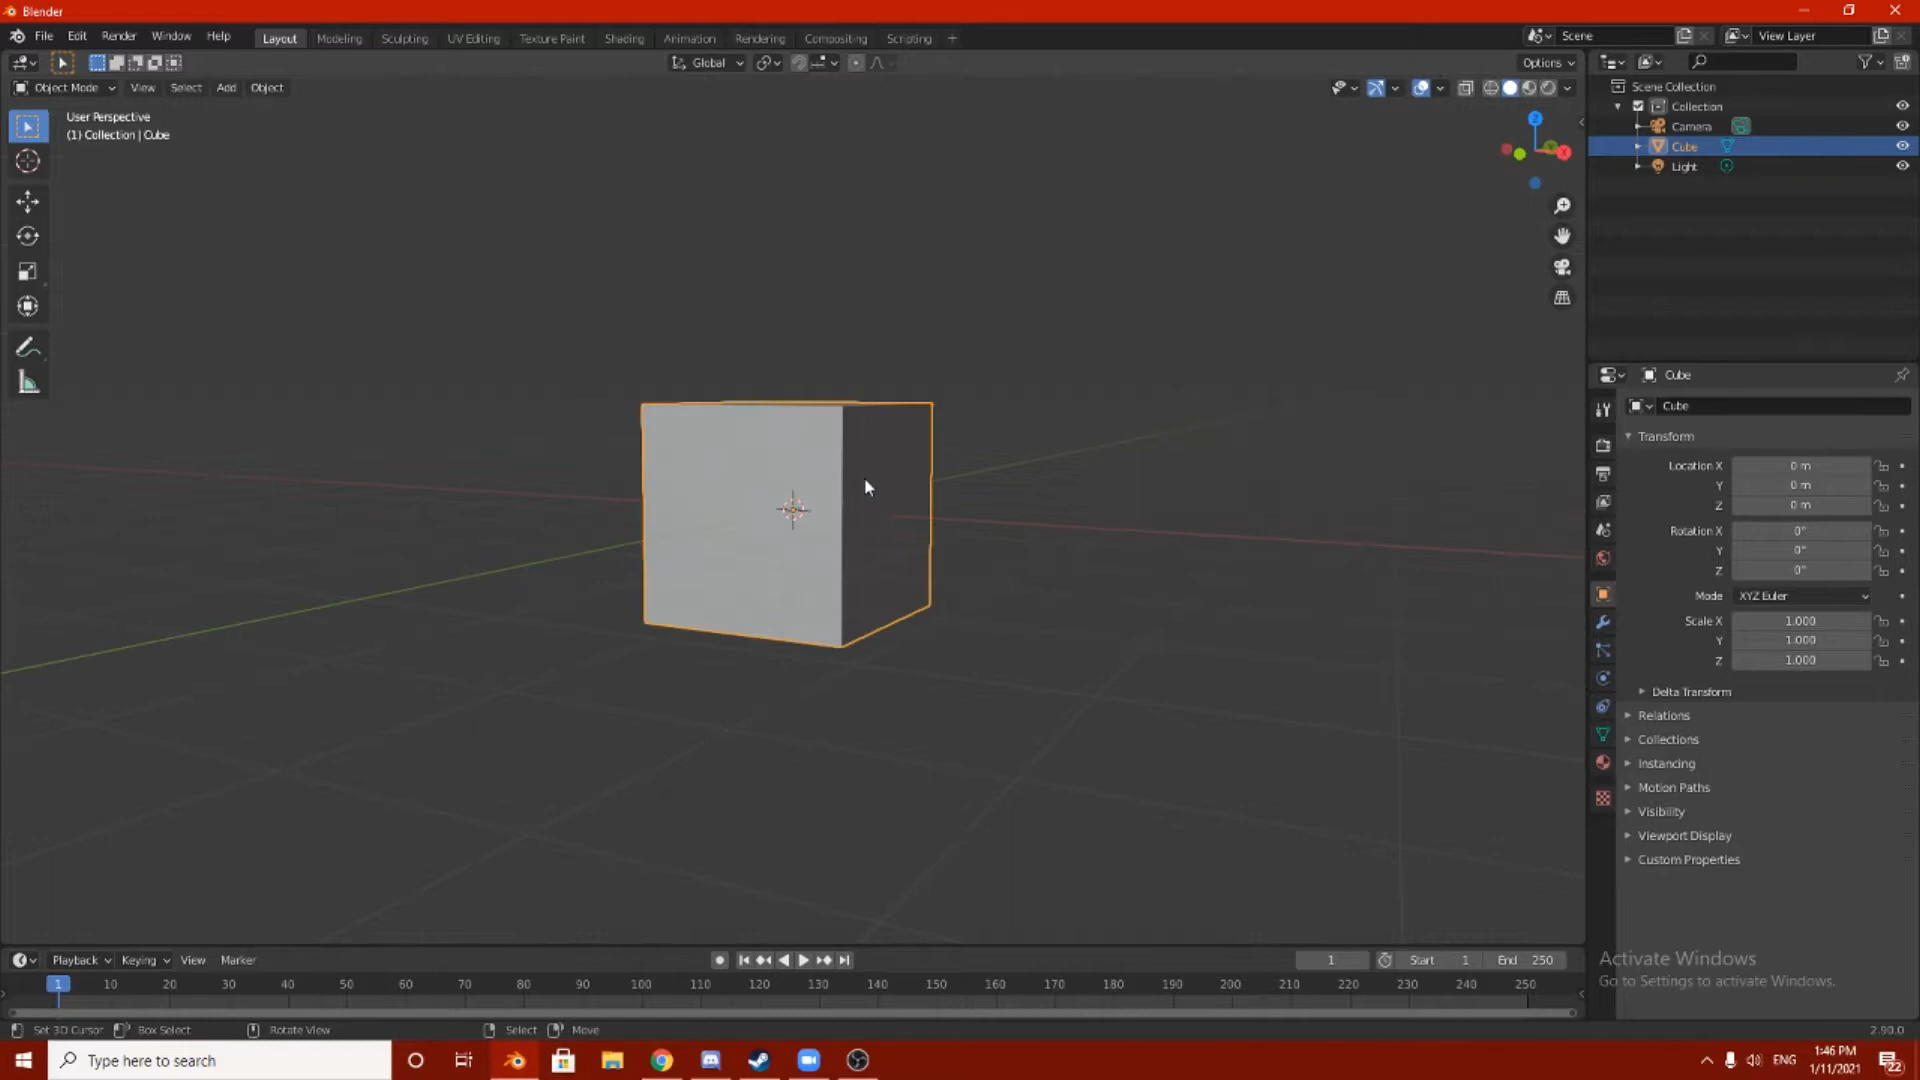 Blender
File Edit Render Window Help
Layout Modeling Sculpting UV Editing Texture Paint Shading Animation Rendering Compositing Scripting +
Scene
View Layer
Global
Options
Object Mode View Select Add Object
User Perspective
(1) Collection | Cube
Z
Y
X
Scene Collection
Collection
Camera
Cube
Light
Cube
Cube
Transform
Location X 0 m
Y 0 m
Z 0 m
Rotation X 0°
Y 0°
Z 0°
Mode XYZ Euler
Scale X 1.000
Y 1.000
Z 1.000
Delta Transform
Relations
Collections
Instancing
Motion Paths
Visibility
Viewport Display
Custom Properties
Activate Windows
Go to Settings to activate Windows.
Playback Keying View Marker
1 Start 1 End 250
1 10 20 30 40 50 60 70 80 90 100 110 120 130 140 150 160 170 180 190 200 210 220 230 240 250
Set 3D Cursor Box Select Rotate View Select Move
2.90.0
Type here to search
ENG
1:46 PM
1/11/2021
22